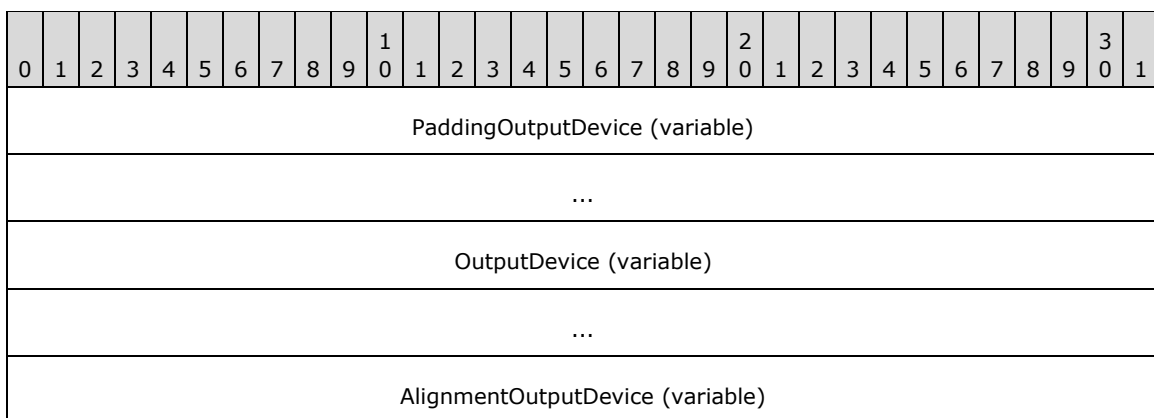 1 2 3
0 1 2 3 4 5 6 7 8 9 0 1 2 3 4 5 6 7 8 9 0 1 2 3 4 5 6 7 8 9 0 1
PaddingOutputDevice (variable)
...
OutputDevice (variable)
...
AlignmentOutputDevice (variable)